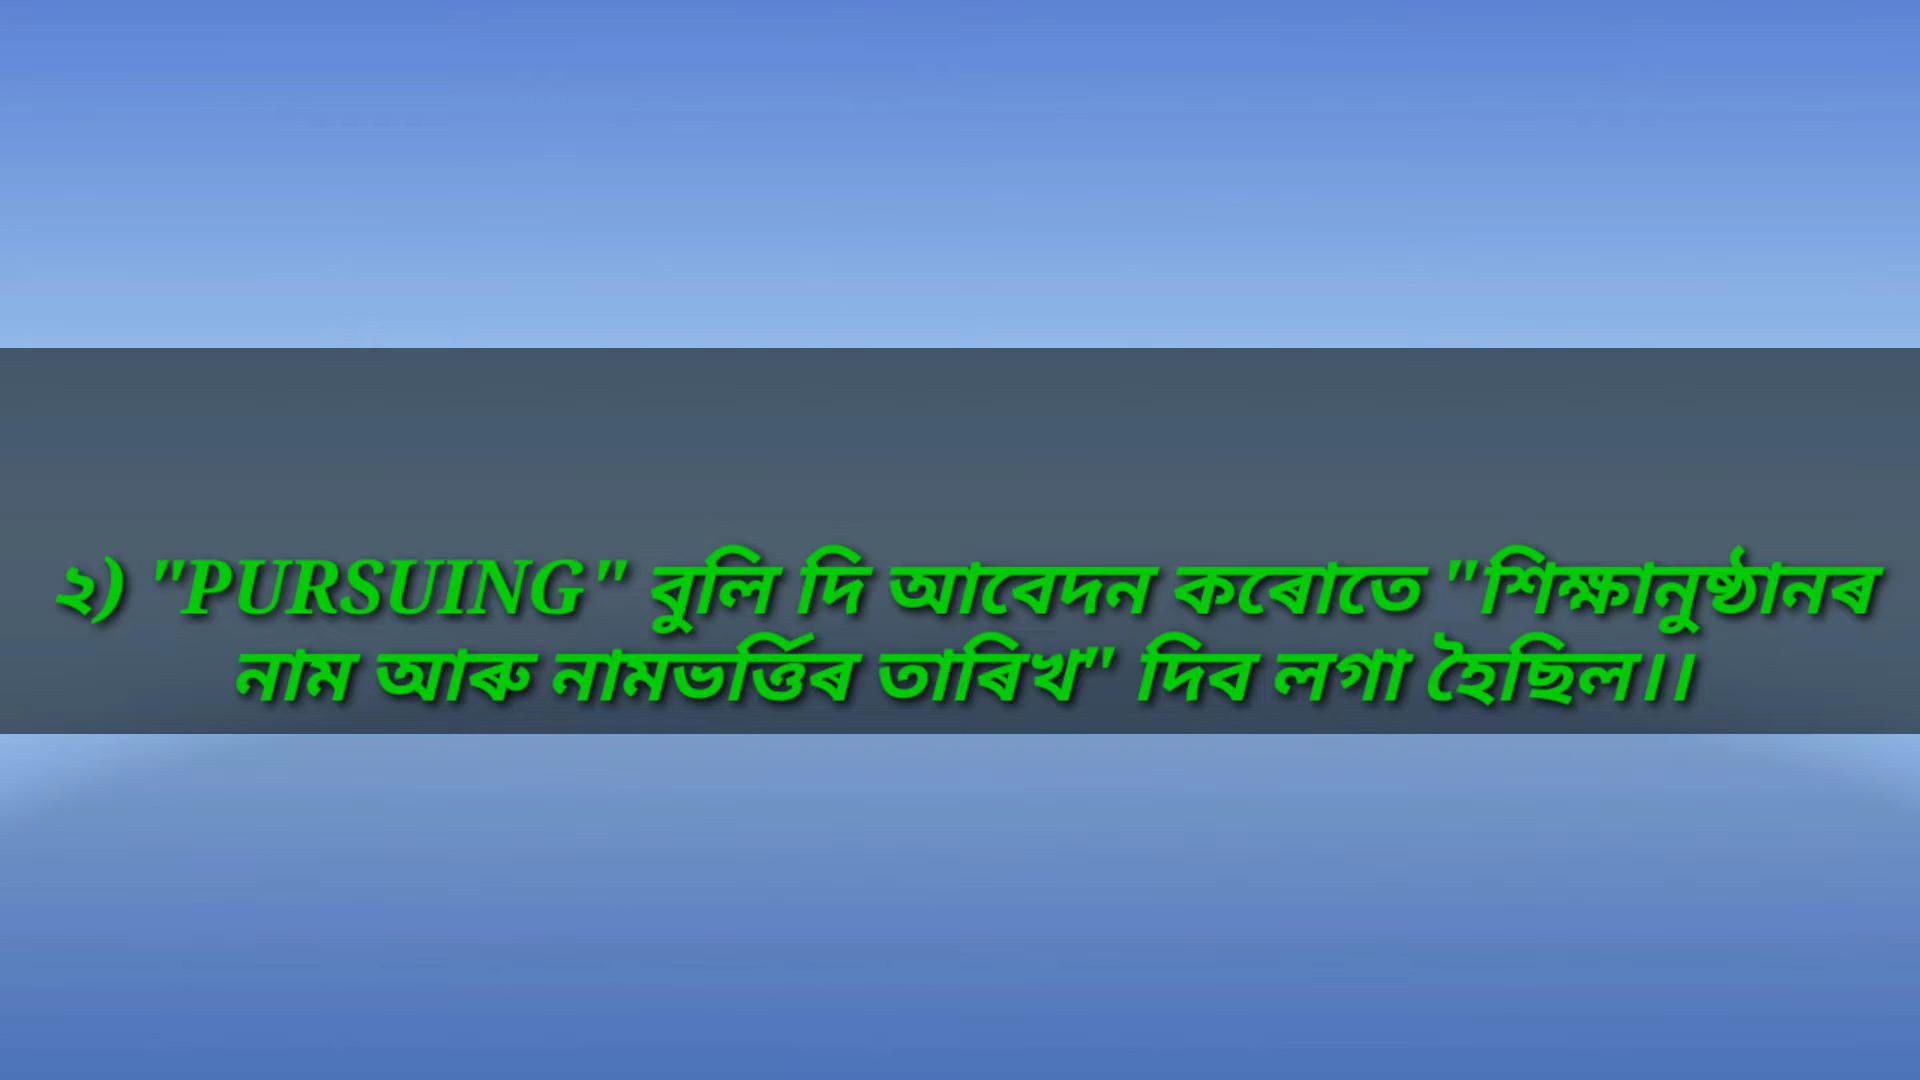 ২) "PURSUING" বুলি দি আবেদন কৰোতে "শিক্ষানুষ্ঠানৰ
নাম আৰু নামভৰ্ত্তিৰ তাৰিখ" দিব লগা হৈছিল।।